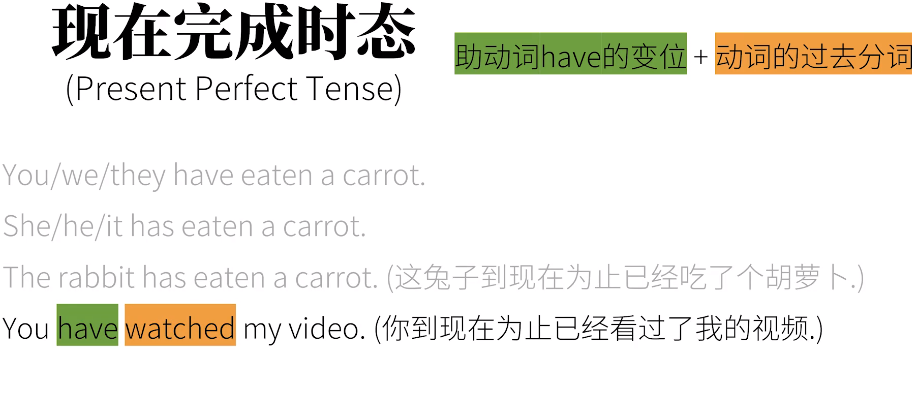 现在完成时态
(Present Perfect Tense)
助动词have的变位 + 动词的过去分词
You/we/they have eaten a carrot.
She/he/it has eaten a carrot.
The rabbit has eaten a carrot. (这兔子到现在为止已经吃了个胡萝卜.)
You have watched my video. (你到现在为止已经看过了我的视频.)